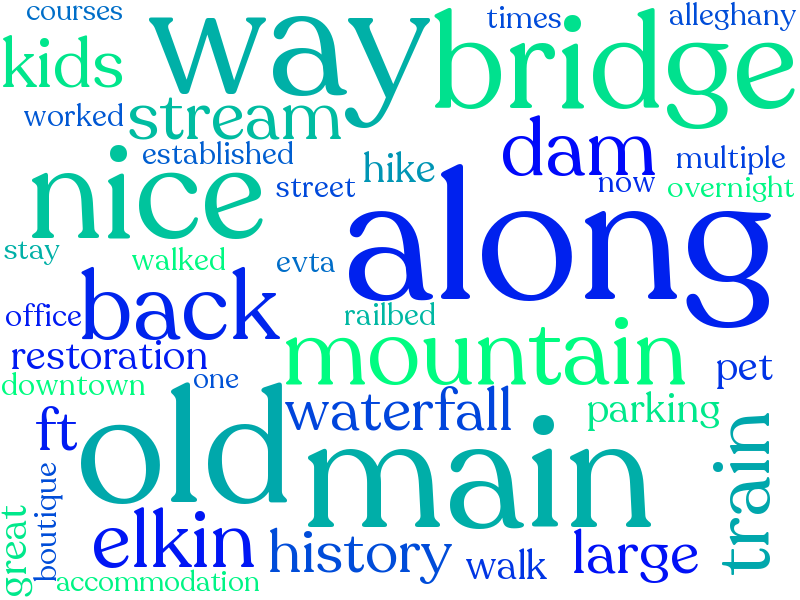 courses
times
alleghany
way
bridge
kids
worked
stream
dam
established
hike
multiple
nice
street
now
overnight
along
stay
walked
evta
back
office
railbed
restoration
mountain
pet
downtown
one
waterfall
parking
ft
old
main
train
boutique
great
elkin
history
walk
large
accommodation